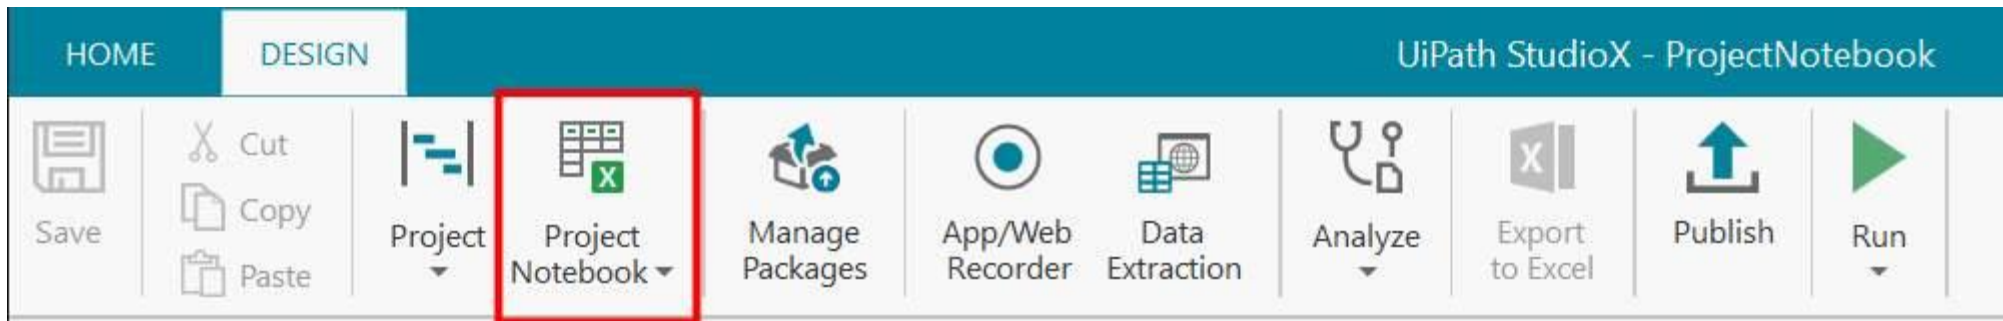 HOME
DESIGN
UiPath StudioX - ProjectNotebook
Save
Cut
Copy
Paste
Project
Project
Notebook
Manage
Packages
App/Web
Recorder
Data
Extraction
Analyze
Export
to Excel
Publish
Run